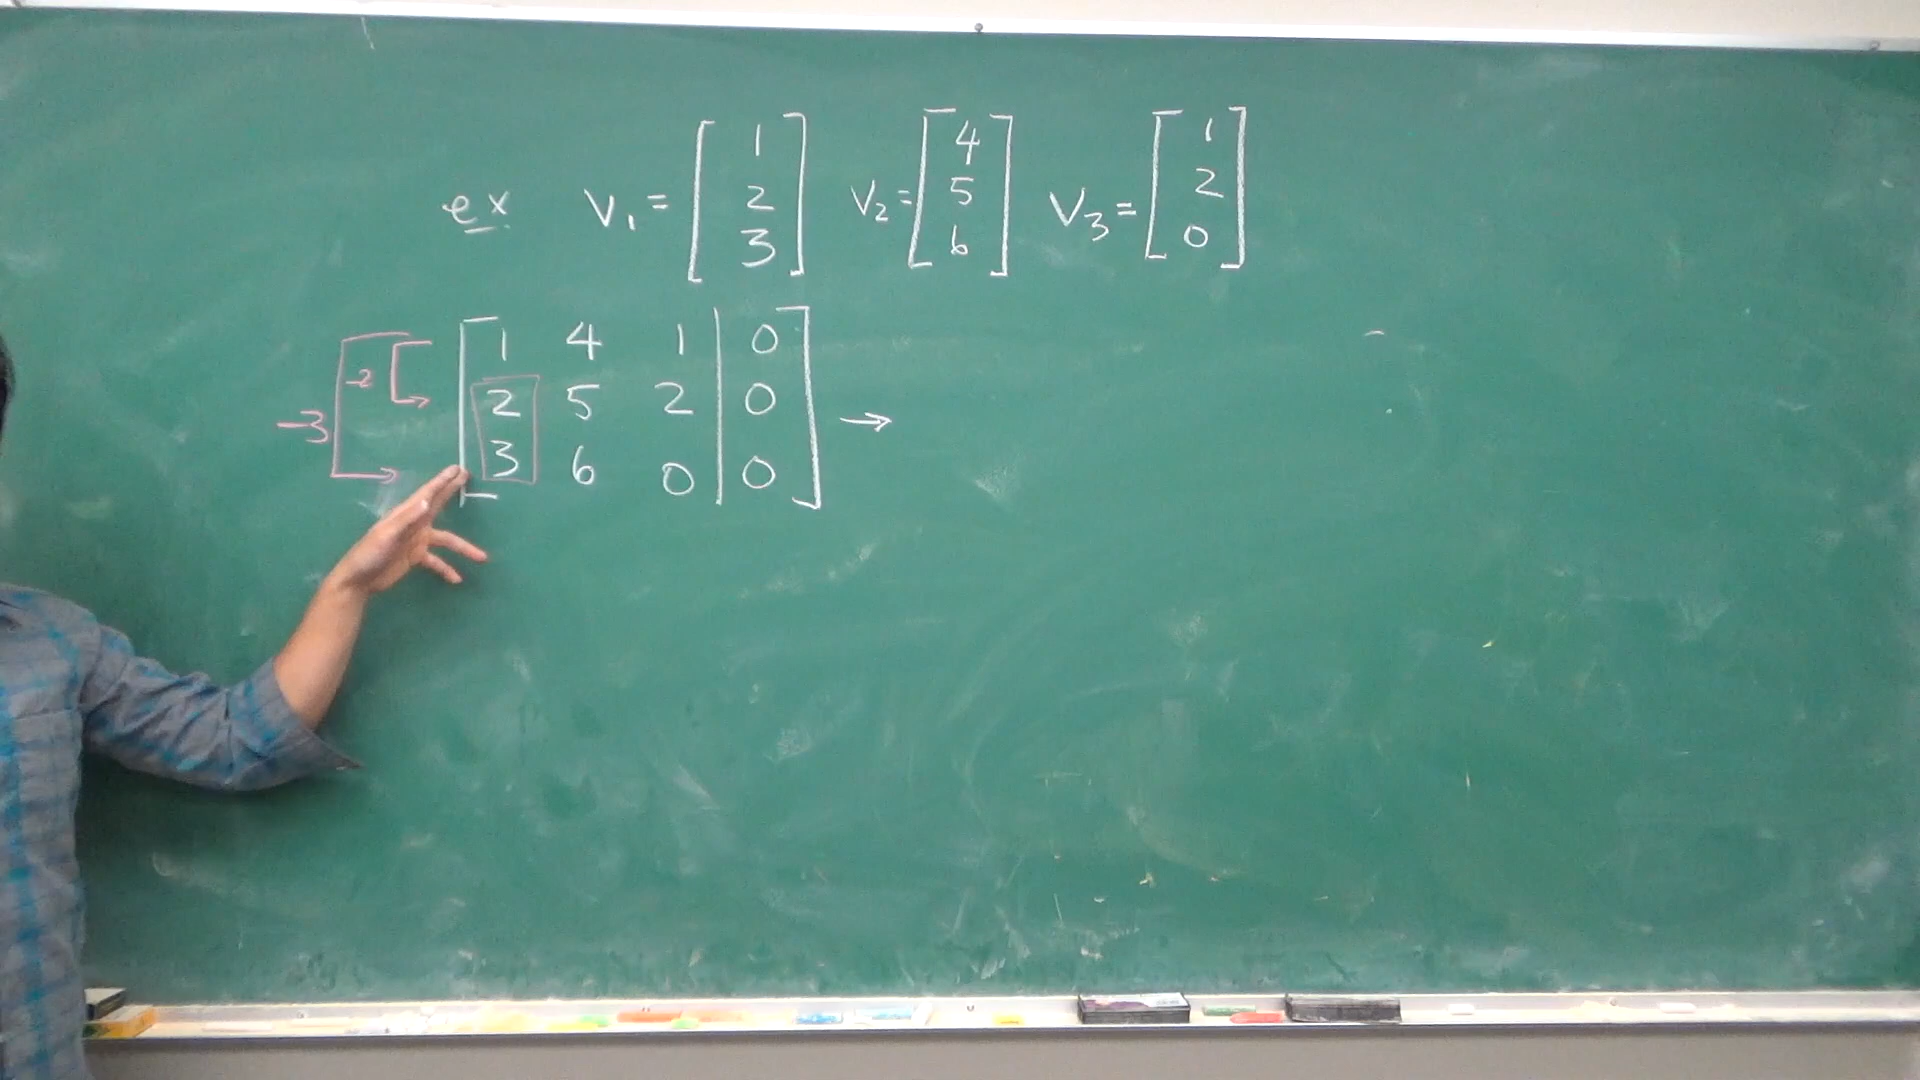 ex V₁ = [1 2 3] V₂ = [4 5 6] V₃ = [1 2 0]
1 4 1 | 0
-2 2 5 2 | 0 →
-3 3 6 0 | 0